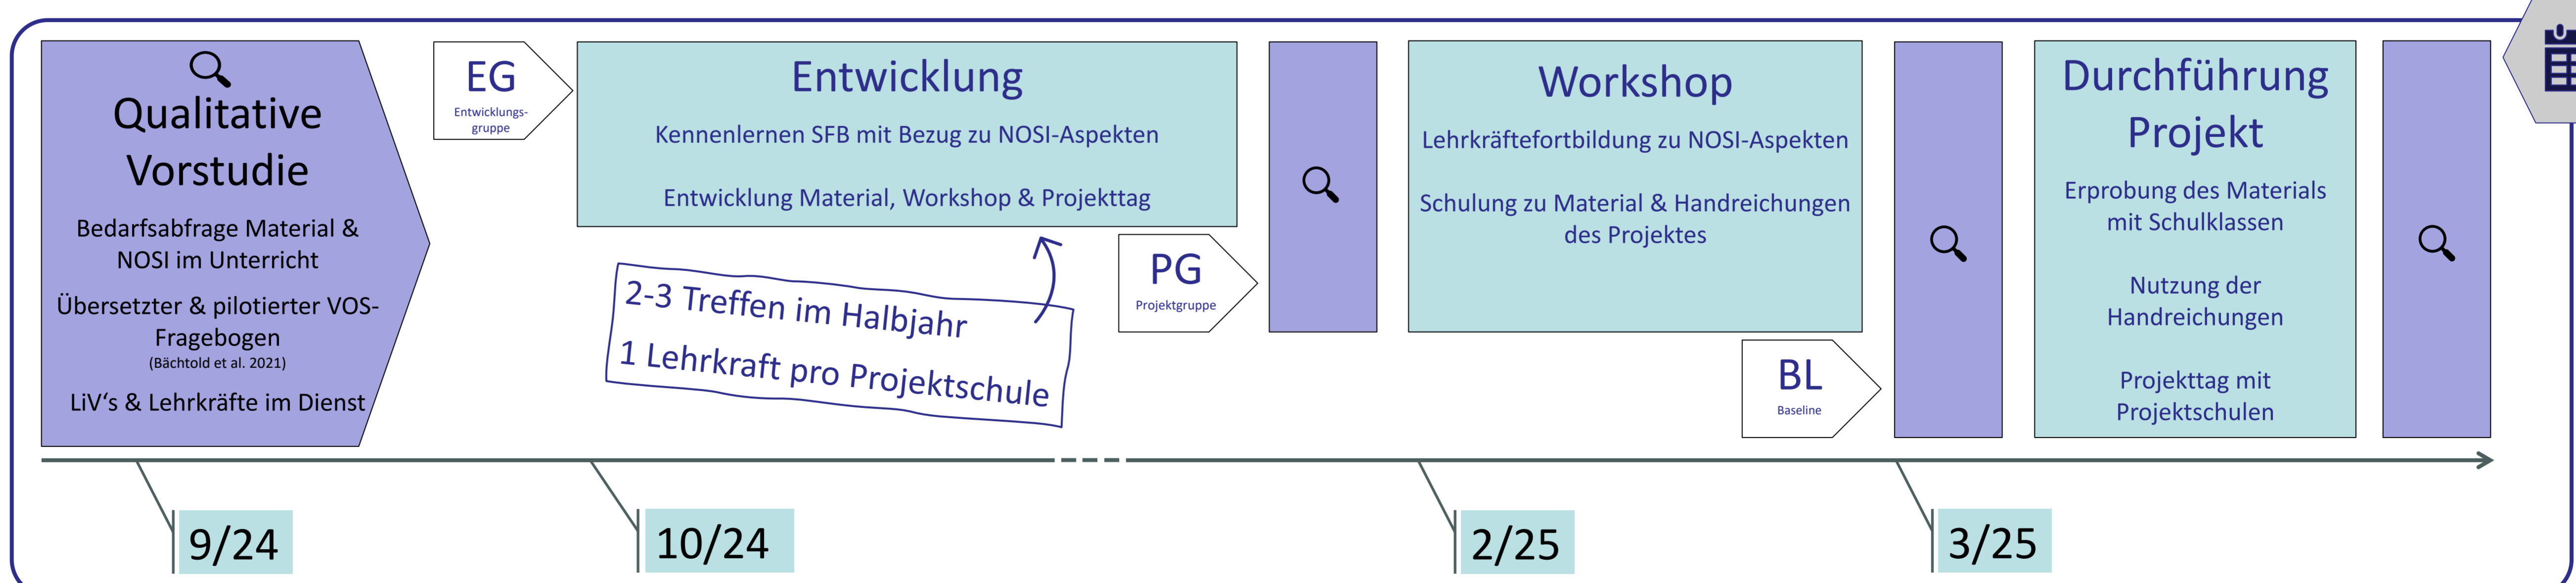 Qualitative
Vorstudie
Bedarfsabfrage Material &
NOSI im Unterricht
Übersetzter & pilotierter VOS-
Fragebogen
(Bächtold et al. 2021)
LiV‘s & Lehrkräfte im Dienst
EG
Entwicklungs-
gruppe
Entwicklung
Kennenlernen SFB mit Bezug zu NOSI-Aspekten
Entwicklung Material, Workshop & Projekttag
2-3 Treffen im Halbjahr
1 Lehrkraft pro Projektschule
PG
Projektgruppe
Workshop
Lehrkräftefortbildung zu NOSI-Aspekten
Schulung zu Material & Handreichungen
des Projektes
BL
Baseline
Durchführung
Projekt
Erprobung des Materials
mit Schulklassen
Nutzung der
Handreichungen
Projekttag mit
Projektschulen
9/24
10/24
2/25
3/25